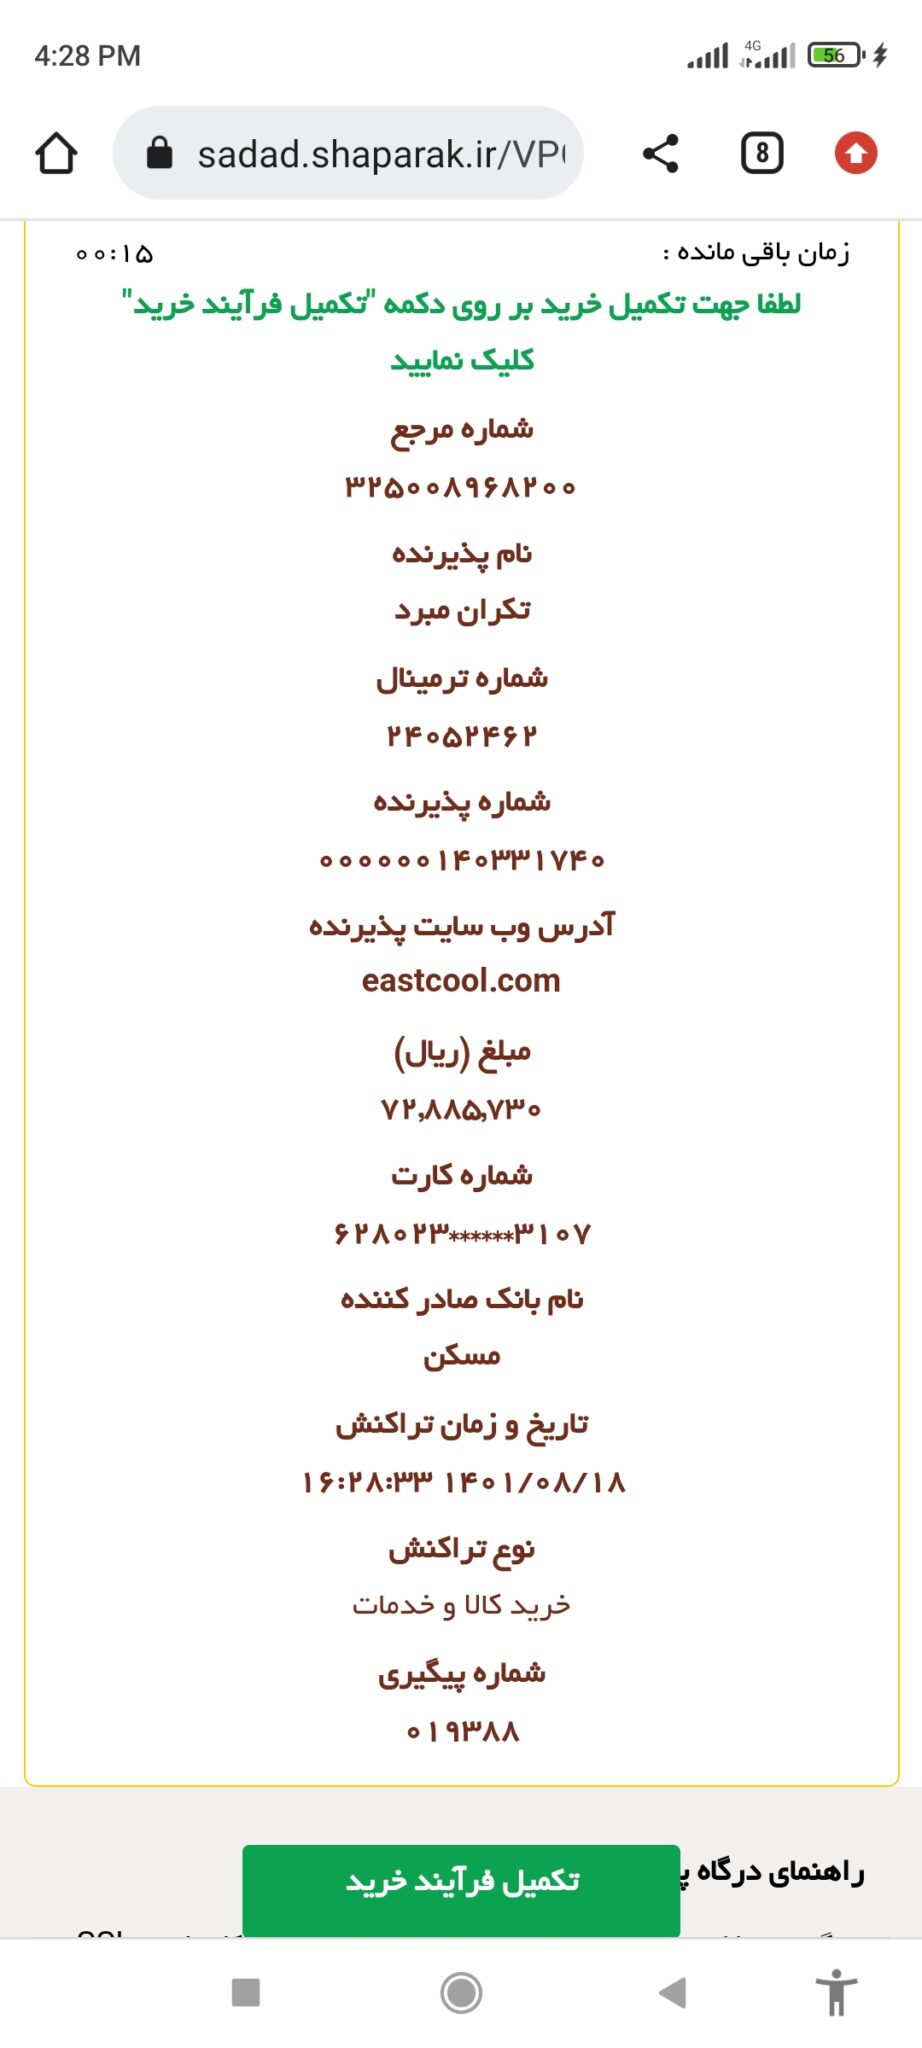 4:28 PM
4G
56
sadad.shaparak.ir/VP
8
زمان باقی مانده :
۰۰:۱۵
لطفا جهت تکمیل خرید بر روی دکمه "تکمیل فرآیند خرید"
کلیک نمایید
شماره مرجع
۳۲۵۰۰۸۹۶۸۲۰۰
نام پذیرنده
تکران مبرد
شماره ترمینال
۲۴۰۵۲۴۶۲
شماره پذیرنده
۰۰۰۰۰۰۱۴۰۳۳۱۷۴۰
آدرس وب سایت پذیرنده
eastcool.com
مبلغ (ریال)
۷۲,۸۸۵,۷۳۰
شماره کارت
۶۲۸۰۲۳******۳۱۰۷
نام بانک صادر کننده
مسکن
تاریخ و زمان تراکنش
۱۶:۲۸:۳۳ ۱۴۰۱/۰۸/۱۸
نوع تراکنش
خرید کالا و خدمات
شماره پیگیری
۰۱۹۳۸۸
راهنمای درگاه
تکمیل فرآیند خرید